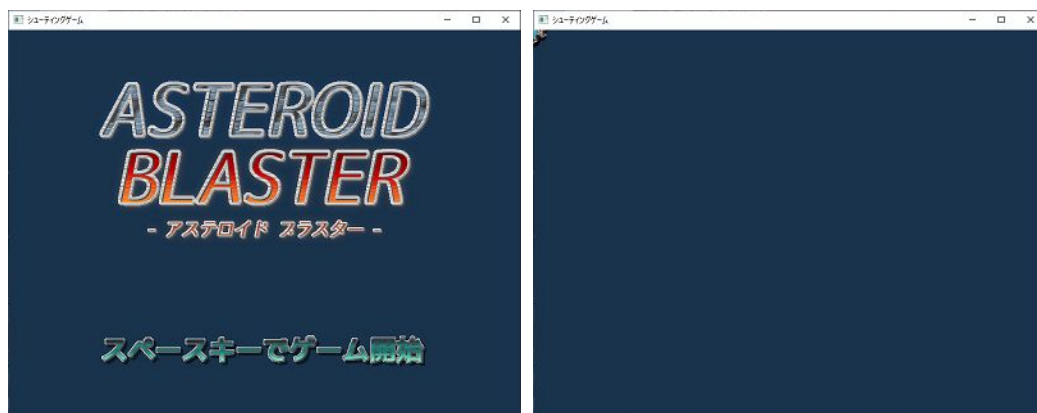 シューティングゲーム
ASTEROID
BLASTER
- アステロイド ブラスター -
スペースキーでゲーム開始
シューティングゲーム